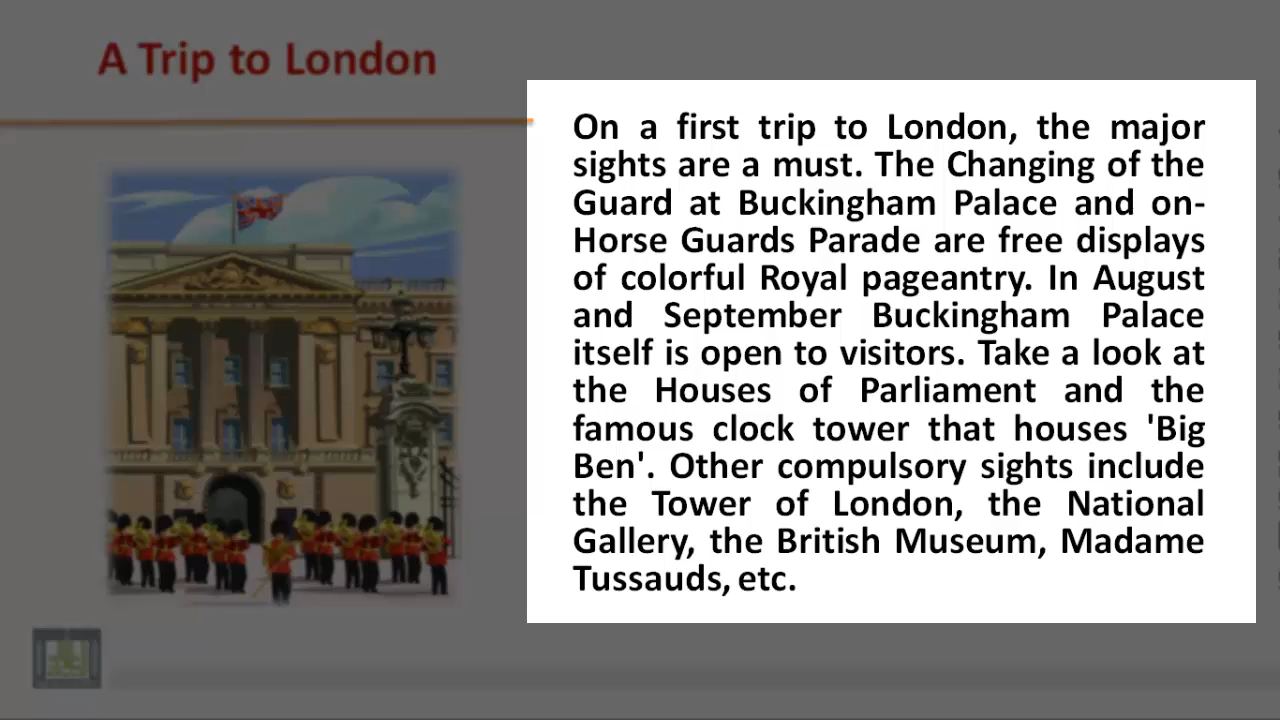 A Trip to London
On a first trip to London, the major
sights are a must. The Changing of the
Guard at Buckingham Palace and on-
Horse Guards Parade are free displays
of colorful Royal pageantry. In August
and September Buckingham Palace
itself is open to visitors. Take a look at
the Houses of Parliament and the
famous clock tower that houses 'Big
Ben'. Other compulsory sights include
the Tower of London, the National
Gallery, the British Museum, Madame
Tussauds, etc.